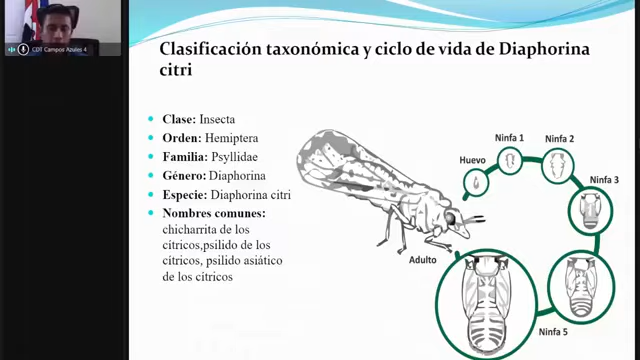 CDT Campos Azules 4
Clasificación taxonómica y ciclo de vida de Diaphorina
citri
Clase: Insecta
Orden: Hemiptera
Familia: Psyllidae
Género: Diaphorina
Especie: Diaphorina citri
Nombres comunes:
chicharrita de los
cítricos,psilido de los
cítricos, psilido asiático
de los cítricos
Huevo
Ninfa 1
Ninfa 2
Ninfa 3
Ninfa 5
Adulto